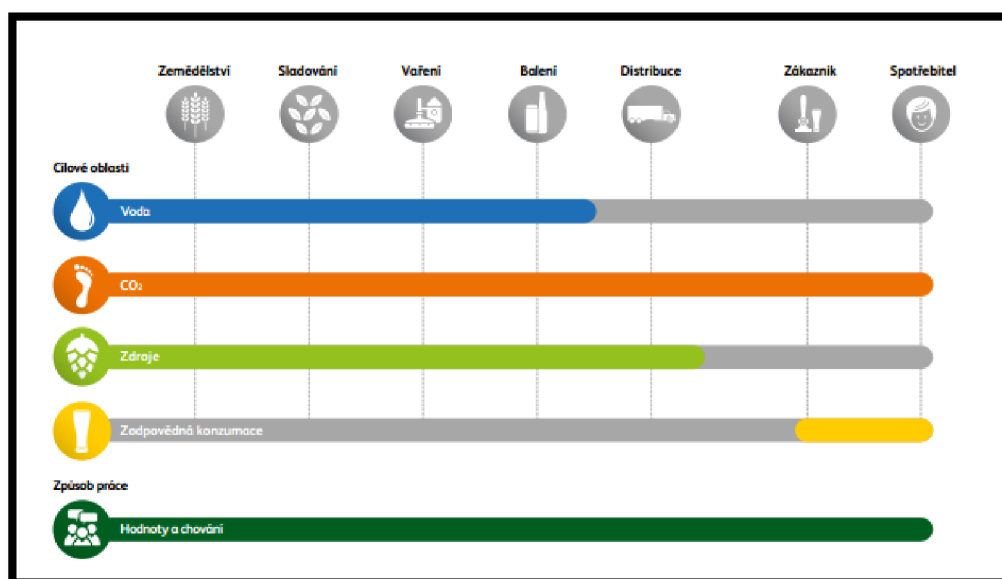 Zemědělství Sladování Vaření Balení Distribuce Zákazník Spotřebitel
Cílové oblasti
Voda
CO₂
Zdroje
Zodpovědná konzumace
Způsob práce
Hodnoty a chování